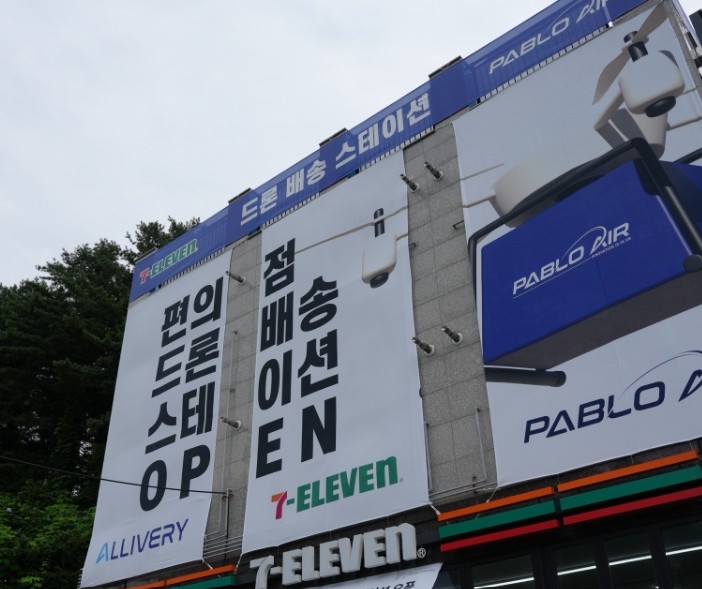 7-ELEVEN 드론 배송 스테이션 PABLO AIR
편의점
드론 배송
스테이션
OPEN
ALLIVERY
7-ELEVEN
PABLO AIR
PABLO A
7-ELEVEN